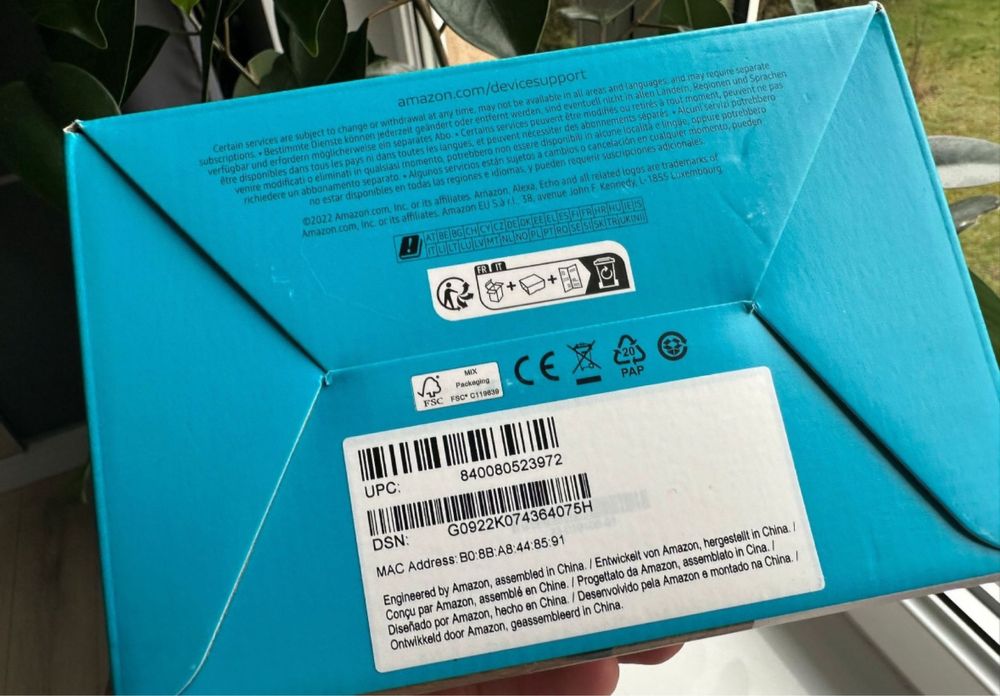 amazon.com/devicesupport
Certain services are subject to change or withdrawal at any time, may not be available in all areas and languages, and may require separate
subscriptions. • Bestimmte Dienste können jederzeit geändert oder entfernt werden, sind eventuell nicht in allen Ländern, Regionen und Sprachen
verfügbar und erfordern möglicherweise ein separates Abo. • Certains services peuvent être modifiés ou retirés à tout moment, peuvent ne pas
être disponibles dans tous les pays ni dans toutes les langues, et peuvent nécessiter des abonnements séparés. • Alcuni servizi potrebbero
venire modificati o eliminati in qualsiasi momento, potrebbero non essere disponibili in alcune località e lingue, oppure potrebbero
richiedere un abbonamento separato. • Algunos servicios están sujetos a cambios o cancelación en cualquier momento, pueden
no estar disponibles en todas las regiones e idiomas, y pueden requerir suscripciones adicionales.
©2022 Amazon.com, Inc. or its affiliates. Amazon, Alexa, Echo and all related logos are trademarks of
Amazon.com, Inc. or its affiliates. Amazon EU S.à r.l. 38, avenue John F. Kennedy, L-1855 Luxembourg
AT BE BG CH CY CZ DE DK EE EL ES FI FR HR HU IE IS
IT LI LT LU LV MT NL NO PL PT RO SE SI SK TR UK(NI)
FR IT
MIX
Packaging
FSC® C119839
FSC
CE
20
PAP
UPC: 840080523972
DSN: G0922K074364075H
MAC Address: B0:8B:A8:44:85:91
Engineered by Amazon, assembled in China. / Entwickelt von Amazon, hergestellt in China. /
Conçu par Amazon, assemblé en Chine. / Progettato da Amazon, assemblato in Cina. /
Diseñado por Amazon, hecho en China. / Desenvolvido pela Amazon e montado na China. /
Ontwikkeld door Amazon, geassembleerd in China.